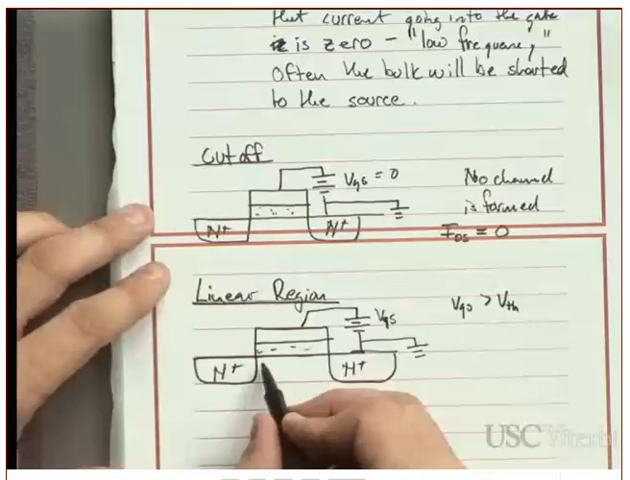 that current going into the gate
is zero - "low frequency"
Often the bulk will be shorted
to the source.
Cutoff
Vgs = 0
No channel
is formed
N+ N+
IDS = 0
Linear Region
Vgs > Vth
Vgs
N+ N+
USC Viterbi